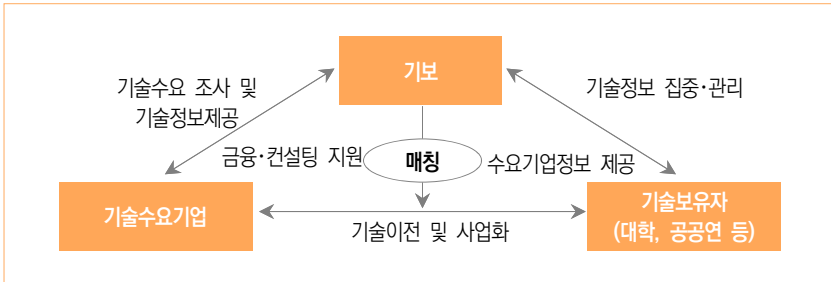 기보
기술수요 조사 및
기술정보제공
기술정보 집중·관리
금융·컨설팅 지원
매칭
수요기업정보 제공
기술수요기업
기술이전 및 사업화
기술보유자
(대학, 공공연 등)